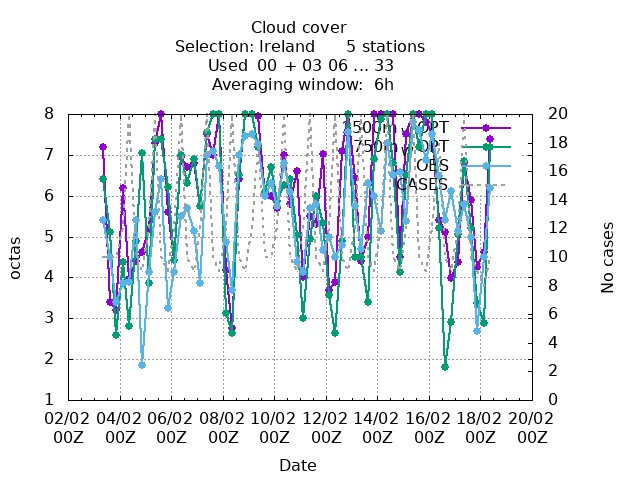 Cloud cover
Selection: Ireland 5 stations
Used 00 + 03 06 ... 33
Averaging window: 6h
8
7
6
5
4
3
2
1
octas
20
18
16
14
12
10
8
6
4
2
0
No cases
OBS
CASES
02/02 04/02 06/02 08/02 10/02 12/02 14/02 16/02 18/02 20/02
00Z 00Z 00Z 00Z 00Z 00Z 00Z 00Z 00Z 00Z
Date